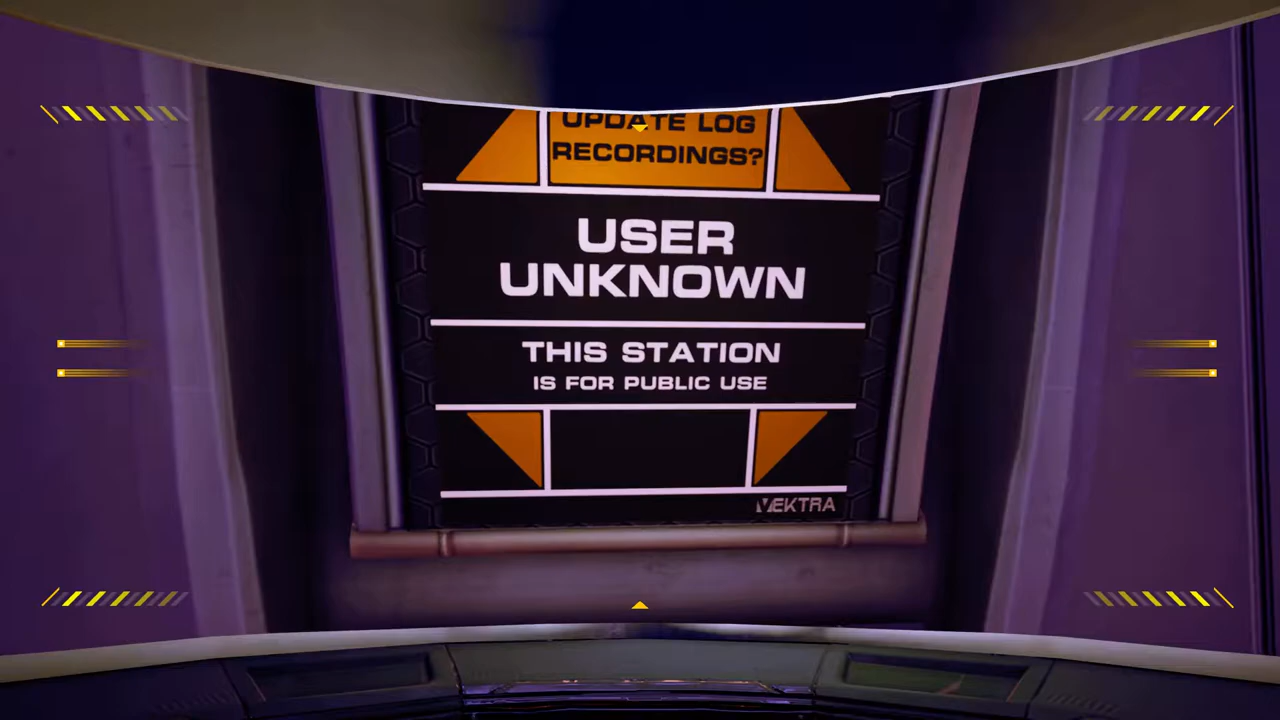 UPDATE LOG
RECORDINGS?
USER
UNKNOWN
THIS STATION
IS FOR PUBLIC USE
VEKTRA